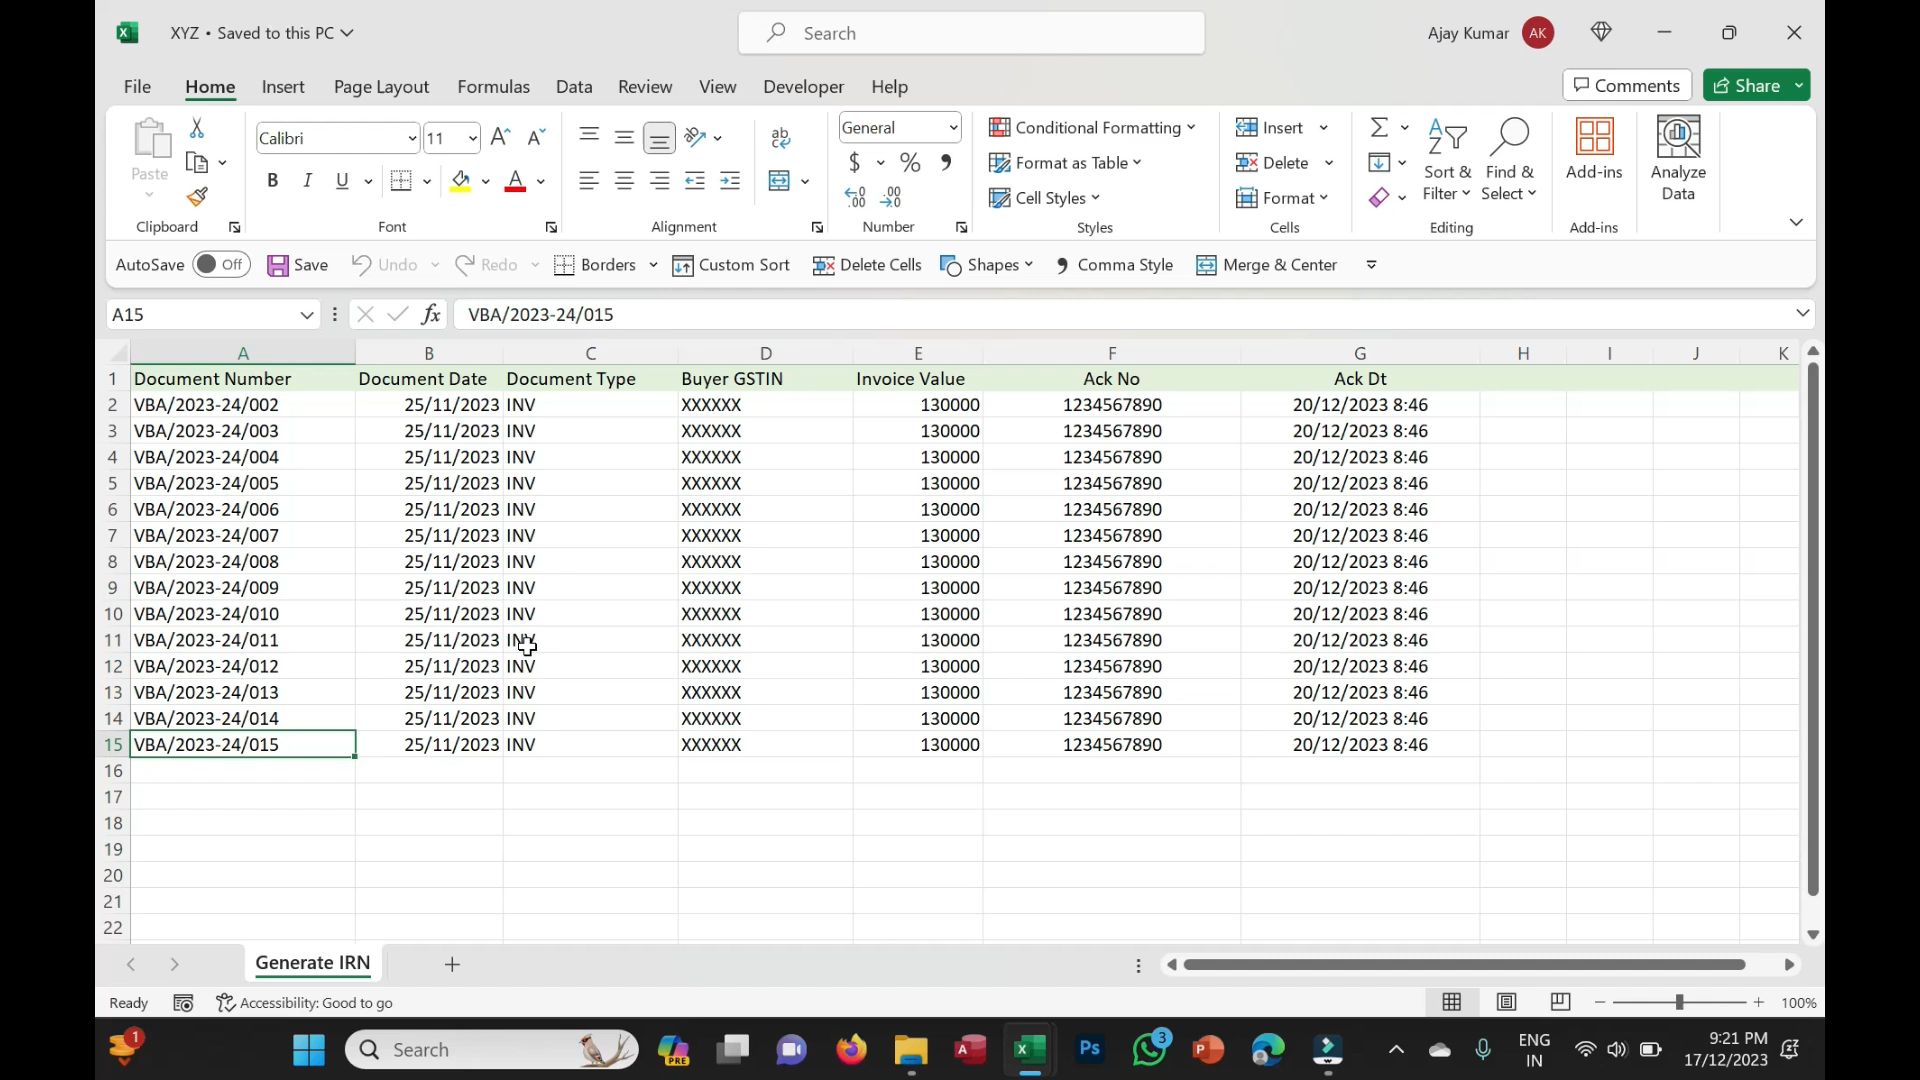 XYZ • Saved to this PC
Search
Ajay Kumar AK
File Home Insert Page Layout Formulas Data Review View Developer Help
Comments Share
Paste
Clipboard
Calibri 11
B I U A
Font
ab
Alignment
General
$ % 9
Number
Conditional Formatting
Format as Table
Cell Styles
Styles
Insert
Delete
Format
Cells
Sort & Filter
Find & Select
Editing
Add-ins
Add-ins
Analyze Data
AutoSave Off Save Undo Redo Borders Custom Sort Delete Cells Shapes Comma Style Merge & Center
A15 fx VBA/2023-24/015
A B C D E F G H I J K
1 Document Number Document Date Document Type Buyer GSTIN Invoice Value Ack No Ack Dt
2 VBA/2023-24/002 25/11/2023 INV XXXXXX 130000 1234567890 20/12/2023 8:46
3 VBA/2023-24/003 25/11/2023 INV XXXXXX 130000 1234567890 20/12/2023 8:46
4 VBA/2023-24/004 25/11/2023 INV XXXXXX 130000 1234567890 20/12/2023 8:46
5 VBA/2023-24/005 25/11/2023 INV XXXXXX 130000 1234567890 20/12/2023 8:46
6 VBA/2023-24/006 25/11/2023 INV XXXXXX 130000 1234567890 20/12/2023 8:46
7 VBA/2023-24/007 25/11/2023 INV XXXXXX 130000 1234567890 20/12/2023 8:46
8 VBA/2023-24/008 25/11/2023 INV XXXXXX 130000 1234567890 20/12/2023 8:46
9 VBA/2023-24/009 25/11/2023 INV XXXXXX 130000 1234567890 20/12/2023 8:46
10 VBA/2023-24/010 25/11/2023 INV XXXXXX 130000 1234567890 20/12/2023 8:46
11 VBA/2023-24/011 25/11/2023 INV XXXXXX 130000 1234567890 20/12/2023 8:46
12 VBA/2023-24/012 25/11/2023 INV XXXXXX 130000 1234567890 20/12/2023 8:46
13 VBA/2023-24/013 25/11/2023 INV XXXXXX 130000 1234567890 20/12/2023 8:46
14 VBA/2023-24/014 25/11/2023 INV XXXXXX 130000 1234567890 20/12/2023 8:46
15 VBA/2023-24/015 25/11/2023 INV XXXXXX 130000 1234567890 20/12/2023 8:46
16
17
18
19
20
21
22
Generate IRN
Ready Accessibility: Good to go 100%
1 Search PRE Ps 3 ENG IN 9:21 PM 17/12/2023